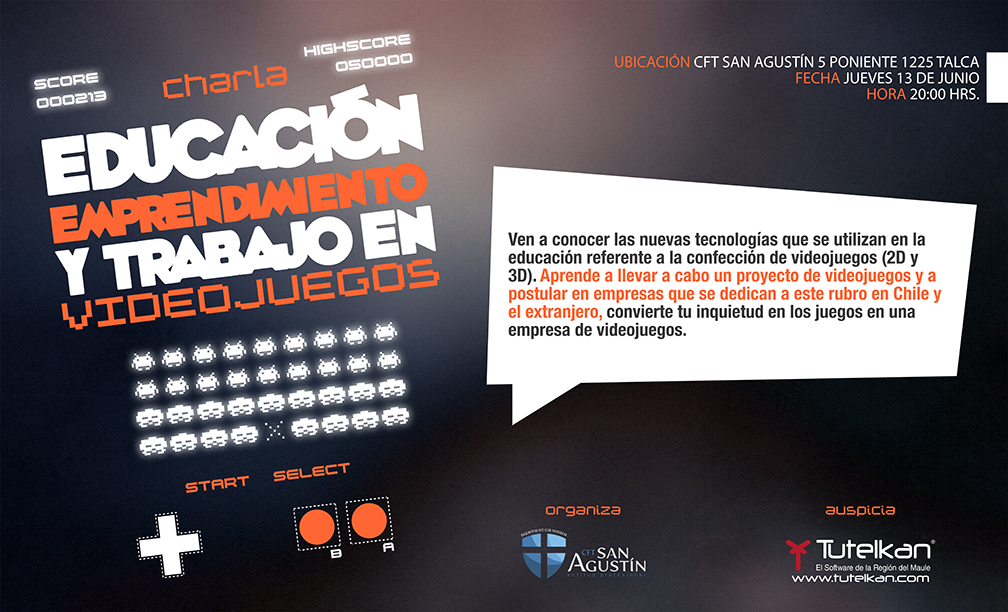 SCORE
000213
HIGHSCORE
050000
charla
EDUCACIÓN
EMPRENDIMIENTO
Y TRABAJO EN
VIDEOJUEGOS
START SELECT
B A
UBICACIÓN CFT SAN AGUSTÍN 5 PONIENTE 1225 TALCA
FECHA JUEVES 13 DE JUNIO
HORA 20:00 HRS.
Ven a conocer las nuevas tecnologías que se utilizan en la
educación referente a la confección de videojuegos (2D y
3D). Aprende a llevar a cabo un proyecto de videojuegos y a
postular en empresas que se dedican a este rubro en Chile y
el extranjero, convierte tu inquietud en los juegos en una
empresa de videojuegos.
organiza
CFT SAN
AGUSTÍN
actitud profesional
auspicia
Tutelkan®
El Software de la Región del Maule
www.tutelkan.com